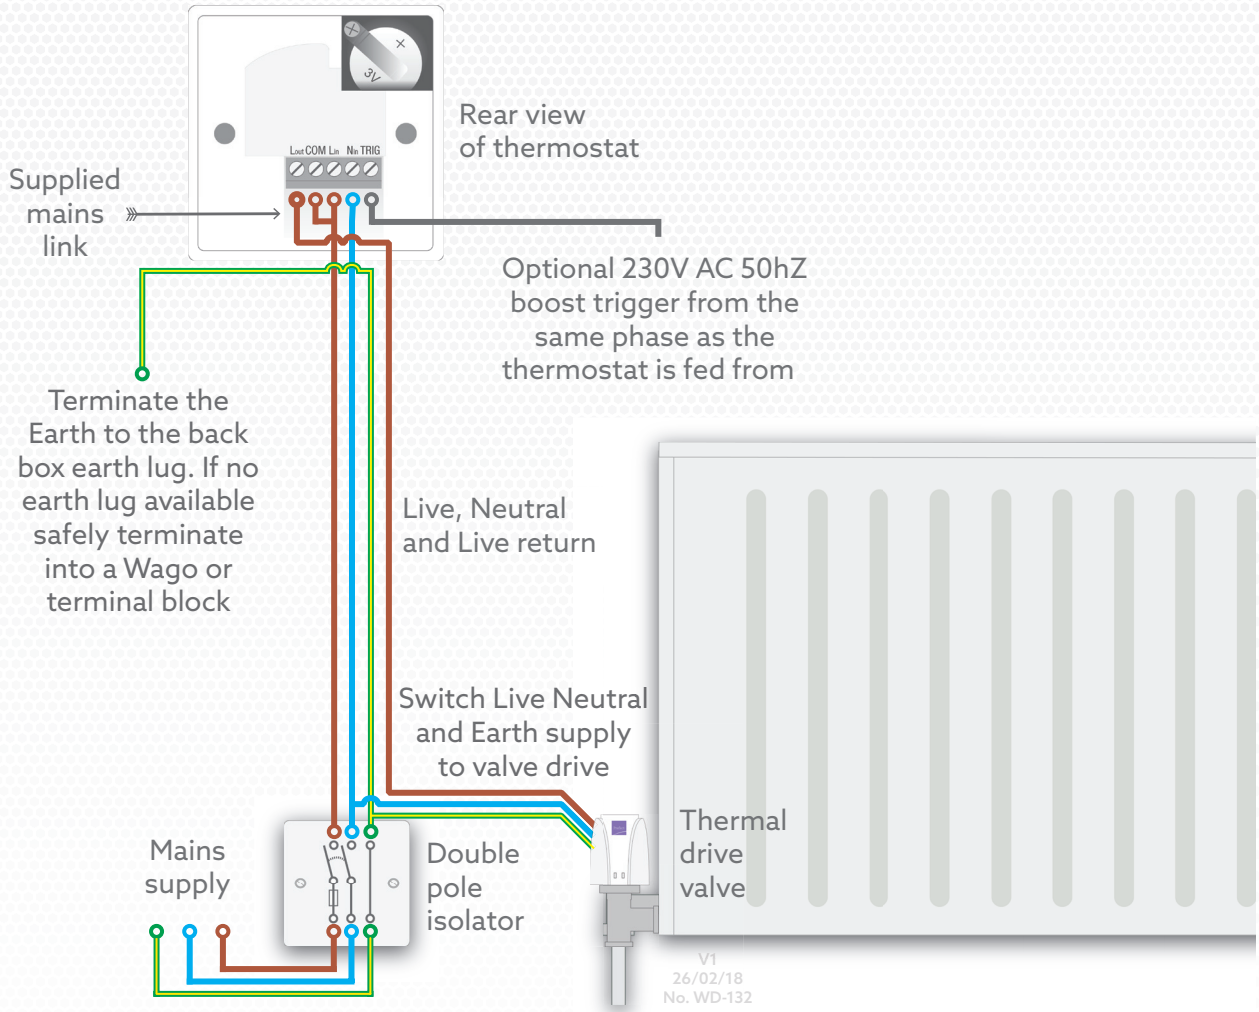 3V
Rear view
of thermostat
Lout COM Lin Nin TRIG
Supplied
mains
link
Optional 230V AC 50hZ
boost trigger from the
same phase as the
thermostat is fed from
Terminate the
Earth to the back
box earth lug. If no
earth lug available
safely terminate
into a Wago or
terminal block
Live, Neutral
and Live return
Switch Live Neutral
and Earth supply
to valve drive
Mains
supply
Double
pole
isolator
Thermal
drive
valve
V1
26/02/18
No. WD-132